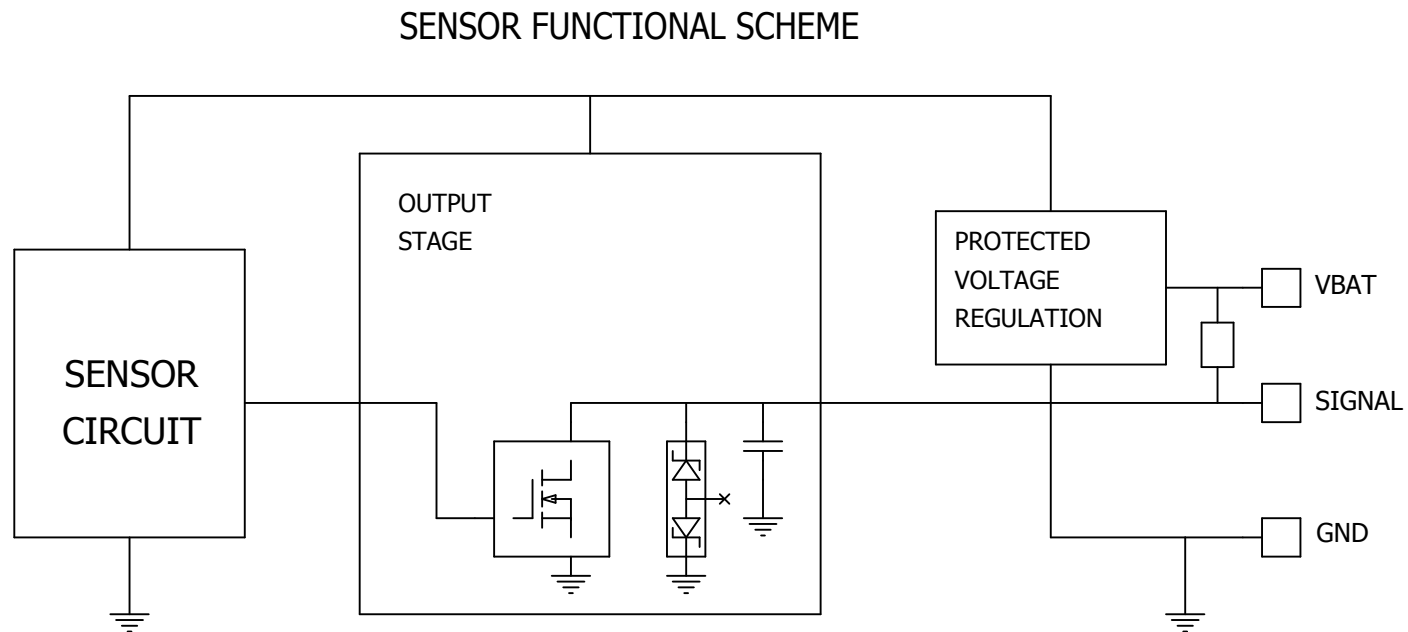 SENSOR FUNCTIONAL SCHEME
OUTPUT
STAGE
PROTECTED
VOLTAGE
REGULATION
VBAT
SENSOR
CIRCUIT
SIGNAL
GND